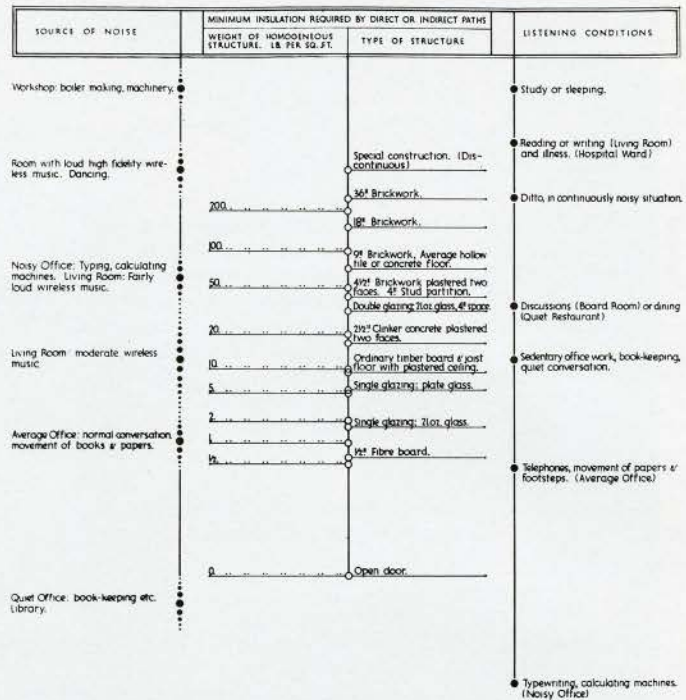 SOURCE OF NOISE
MINIMUM INSULATION REQUIRED BY DIRECT OR INDIRECT PATHS
WEIGHT OF HOMOGENEOUS
STRUCTURE. LB. PER SQ. FT.
TYPE OF STRUCTURE
LISTENING CONDITIONS
Workshop: boiler making, machinery.
Room with loud high fidelity wire-
less music. Dancing.
Noisy Office: Typing, calculating
machines. Living Room: Fairly
loud wireless music.
Living Room: moderate wireless
music
Average Office: normal conversation,
movement of books & papers.
Quiet Office: book-keeping etc.
Library.
200
100
50
20
10
5
2
1
½
0
Special construction. (Dis-
continuous)
36" Brickwork.
18" Brickwork.
9" Brickwork, Average hollow
tile or concrete floor.
4½" Brickwork plastered two
faces. 4" Stud partition.
Double glazing: 21oz. glass, 4" space
2½" Clinker concrete plastered
two faces.
Ordinary timber board & joist
floor with plastered ceiling.
Single glazing: plate glass.
Single glazing: 21oz. glass.
½" Fibre board.
Open door.
Study or sleeping.
Reading or writing (Living Room)
and illness. (Hospital Ward)
Ditto, in continuously noisy situation.
Discussions (Board Room) or dining
(Quiet Restaurant)
Sedentary office work, book-keeping,
quiet conversation.
Telephones, movement of papers &
footsteps. (Average Office)
Typewriting, calculating machines.
(Noisy Office)